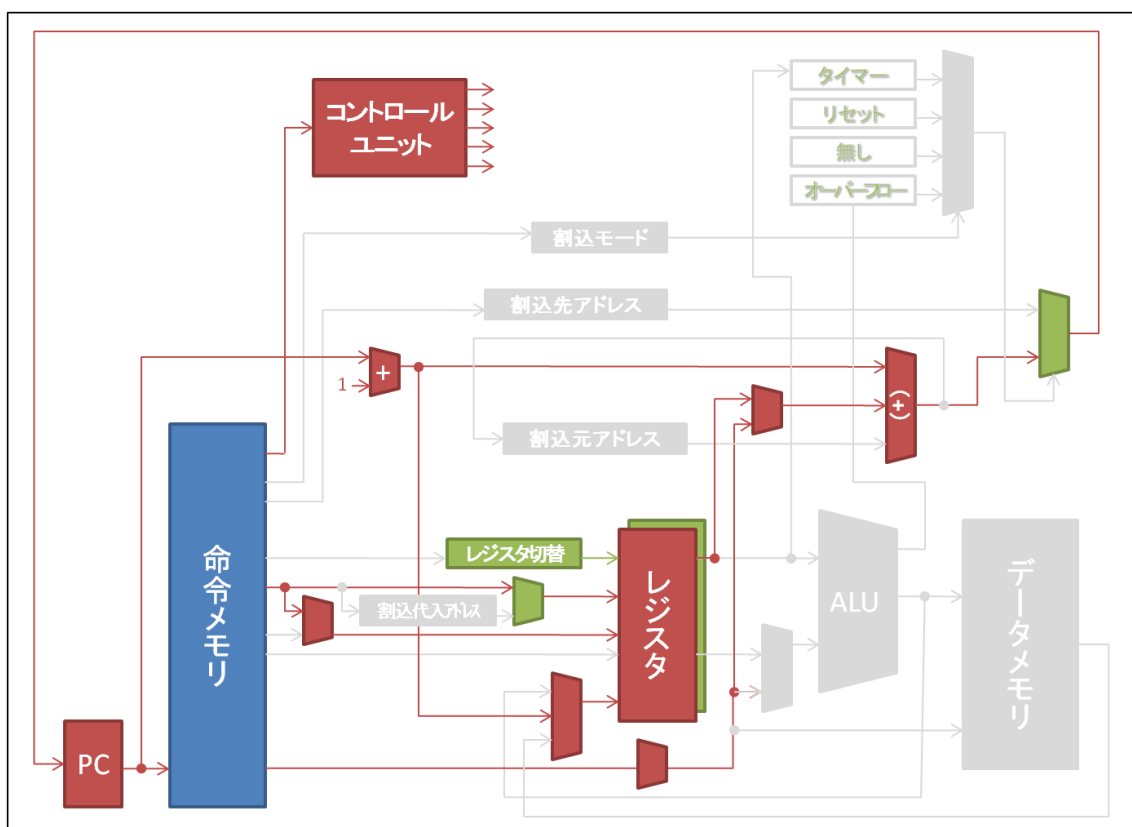 タイマー
リセット
無し
オーバーフロー
コントロール
ユニット
割込モード
割込先アドレス
+
1
(+)
割込元アドレス
命令メモリ
レジスタ切替
割込代入アドレス
レジスタ
ALU
データメモリ
PC